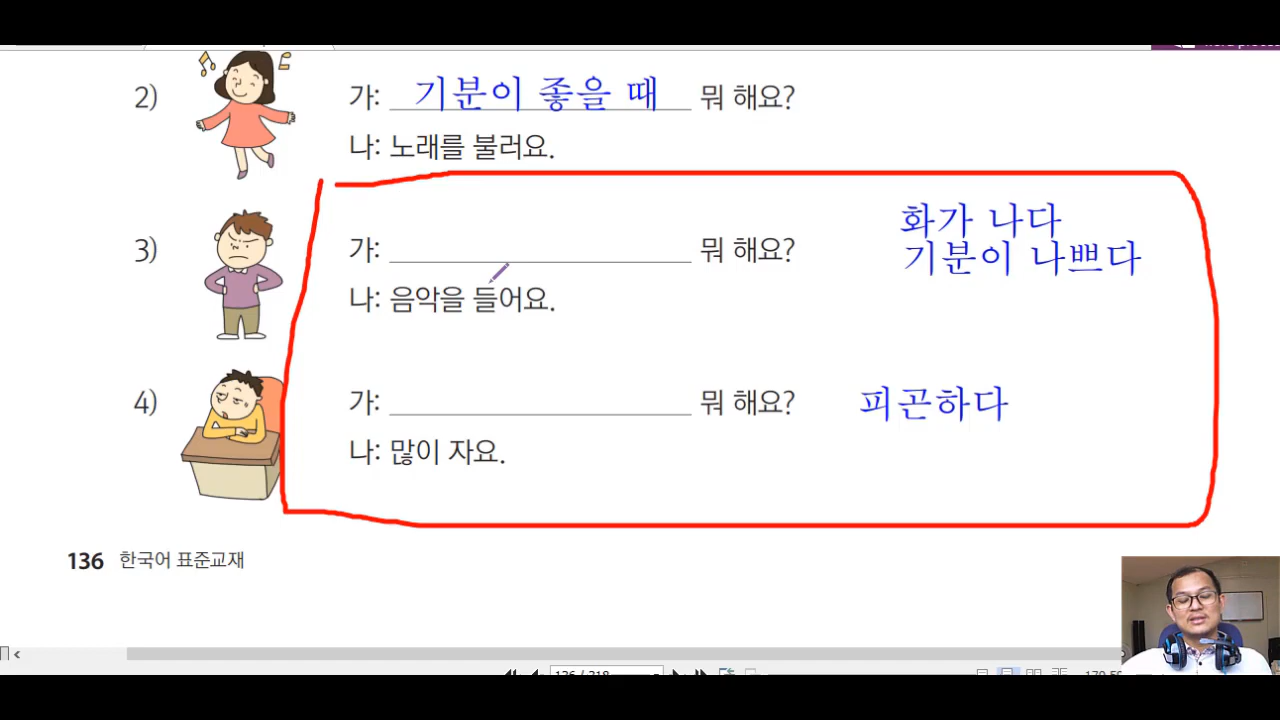 2)
가: 기분이 좋을 때 뭐 해요?
나: 노래를 불러요.
화가 나다
3)
가: 뭐 해요?
기분이 나쁘다
나: 음악을 들어요.
4)
가: 뭐 해요? 피곤하다
나: 많이 자요.
136 한국어 표준교재